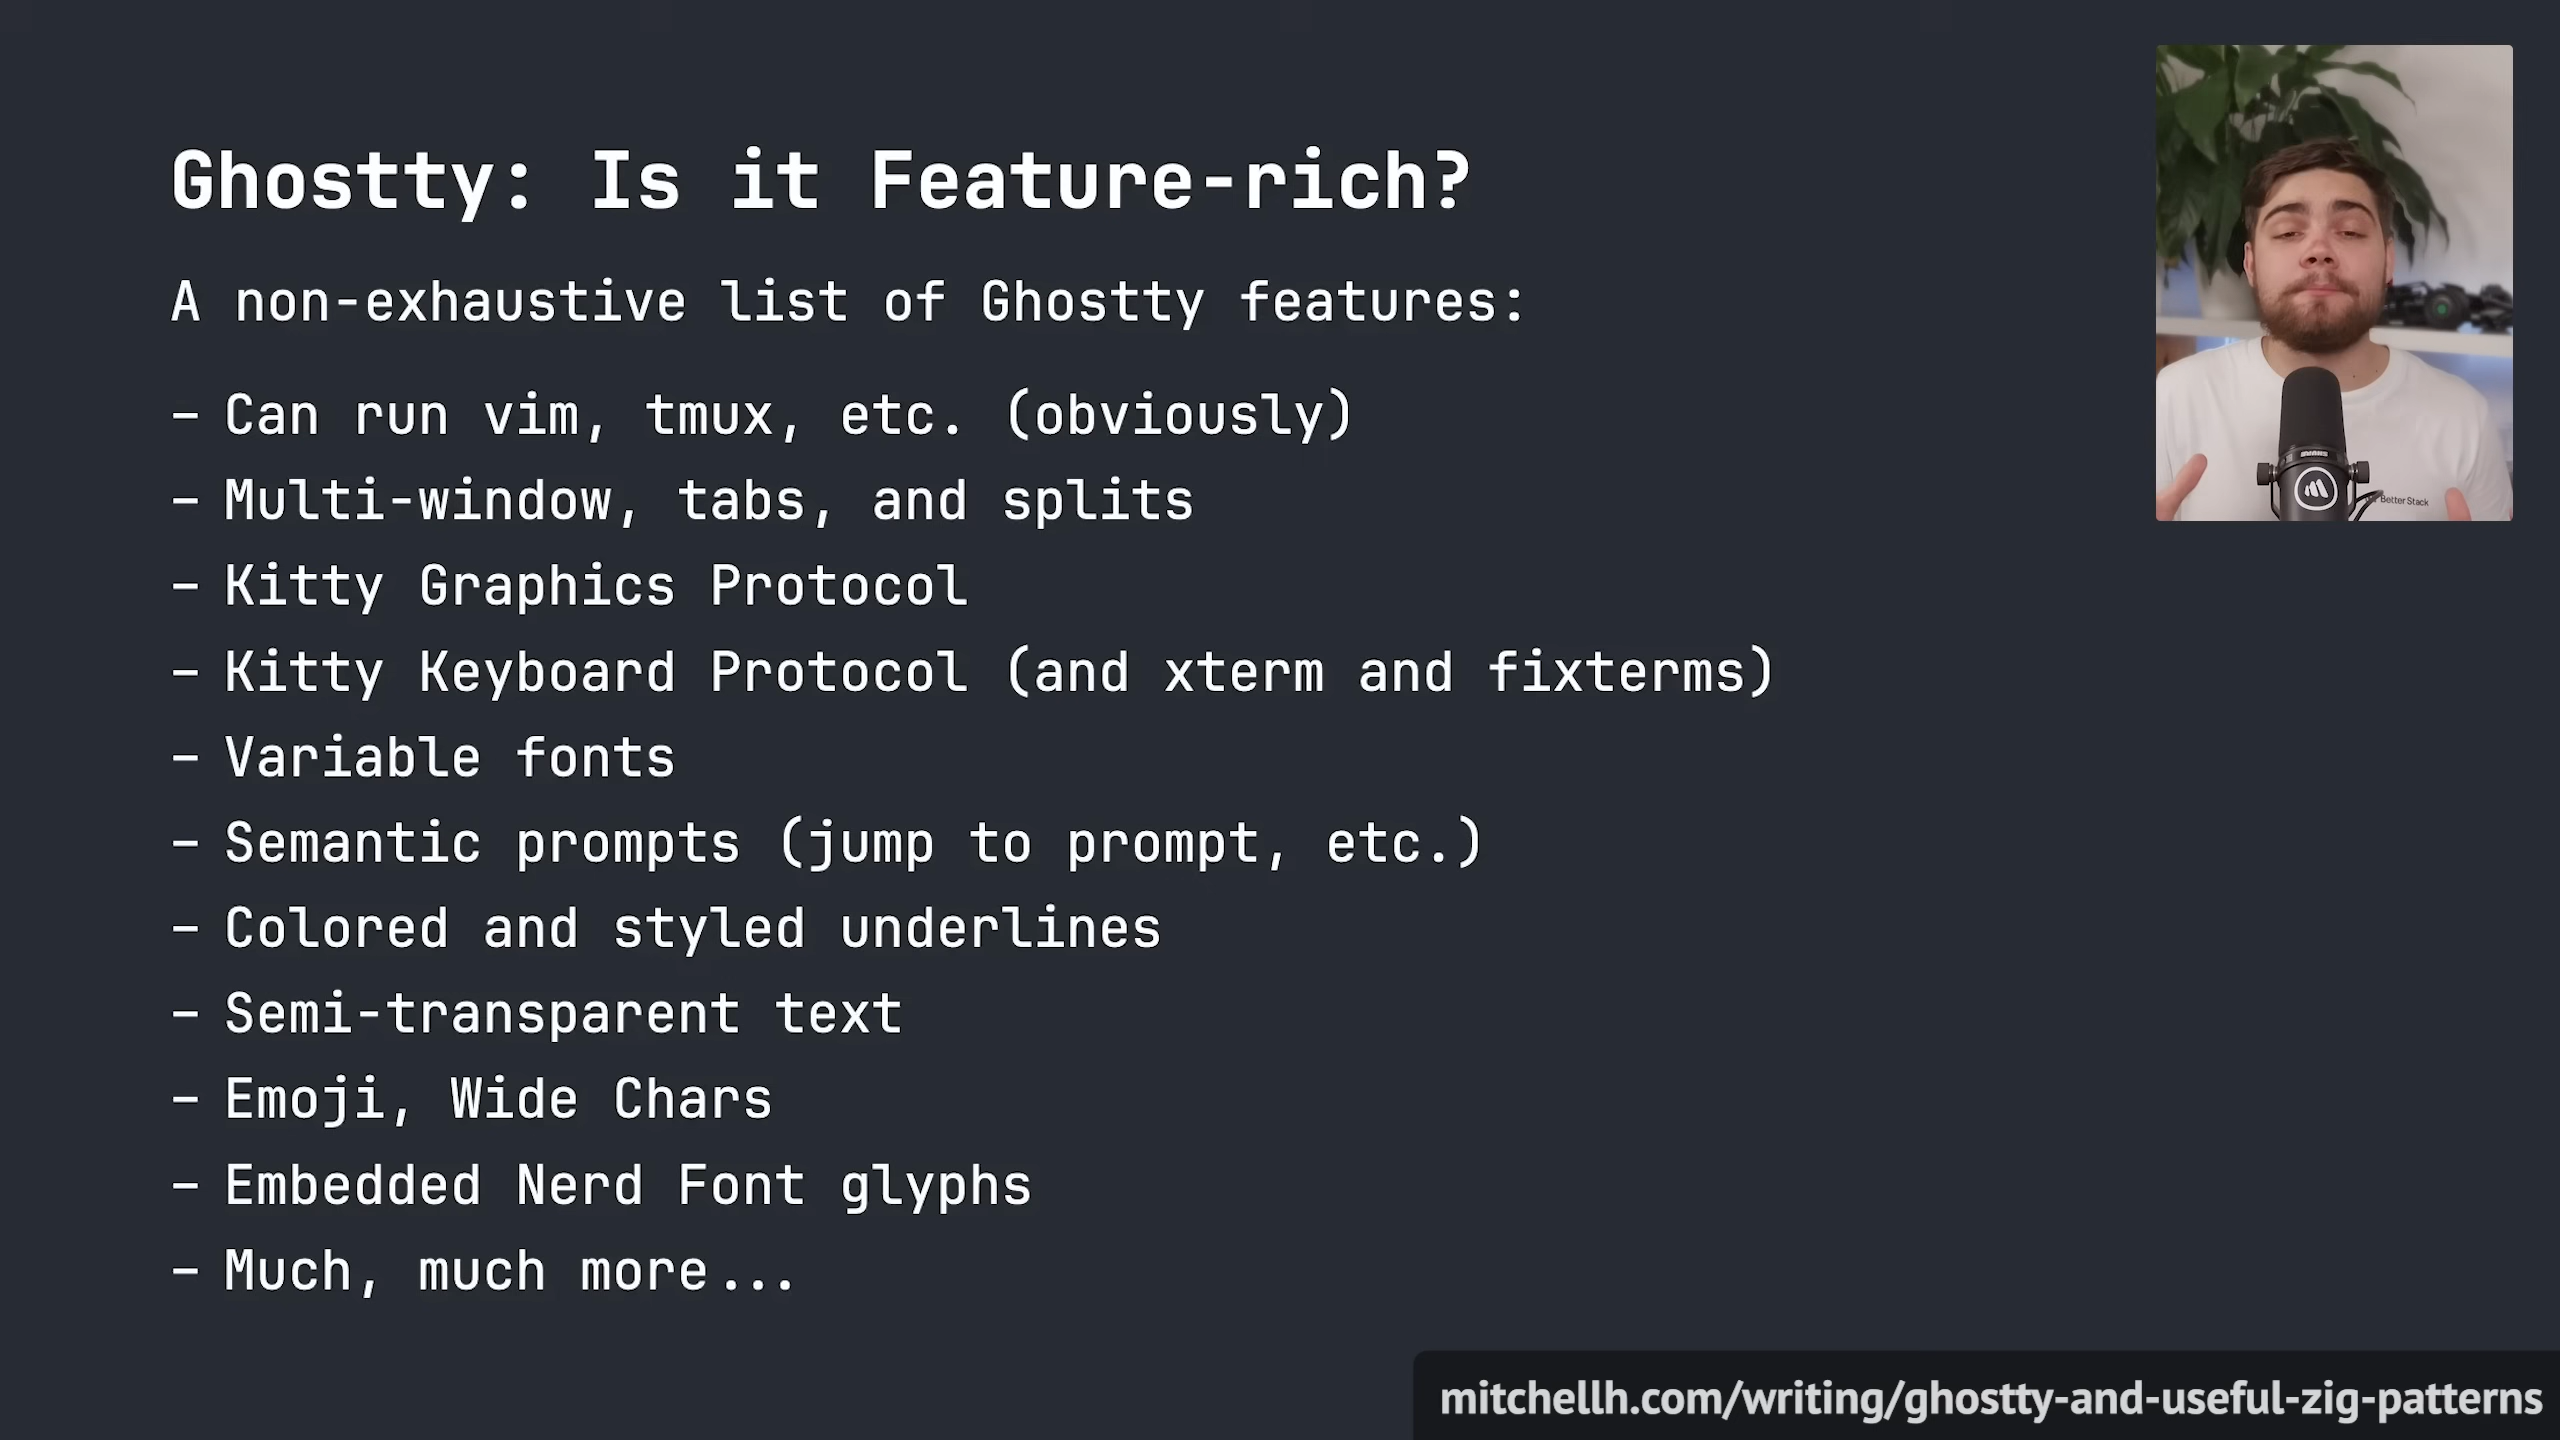 Ghostty: Is it Feature-rich?
A non-exhaustive list of Ghostty features:
- Can run vim, tmux, etc. (obviously)
- Multi-window, tabs, and splits
- Kitty Graphics Protocol
- Kitty Keyboard Protocol (and xterm and fixterms)
- Variable fonts
- Semantic prompts (jump to prompt, etc.)
- Colored and styled underlines
- Semi-transparent text
- Emoji, Wide Chars
- Embedded Nerd Font glyphs
- Much, much more...
SHURE
Better Stack
mitchellh.com/writing/ghostty-and-useful-zig-patterns